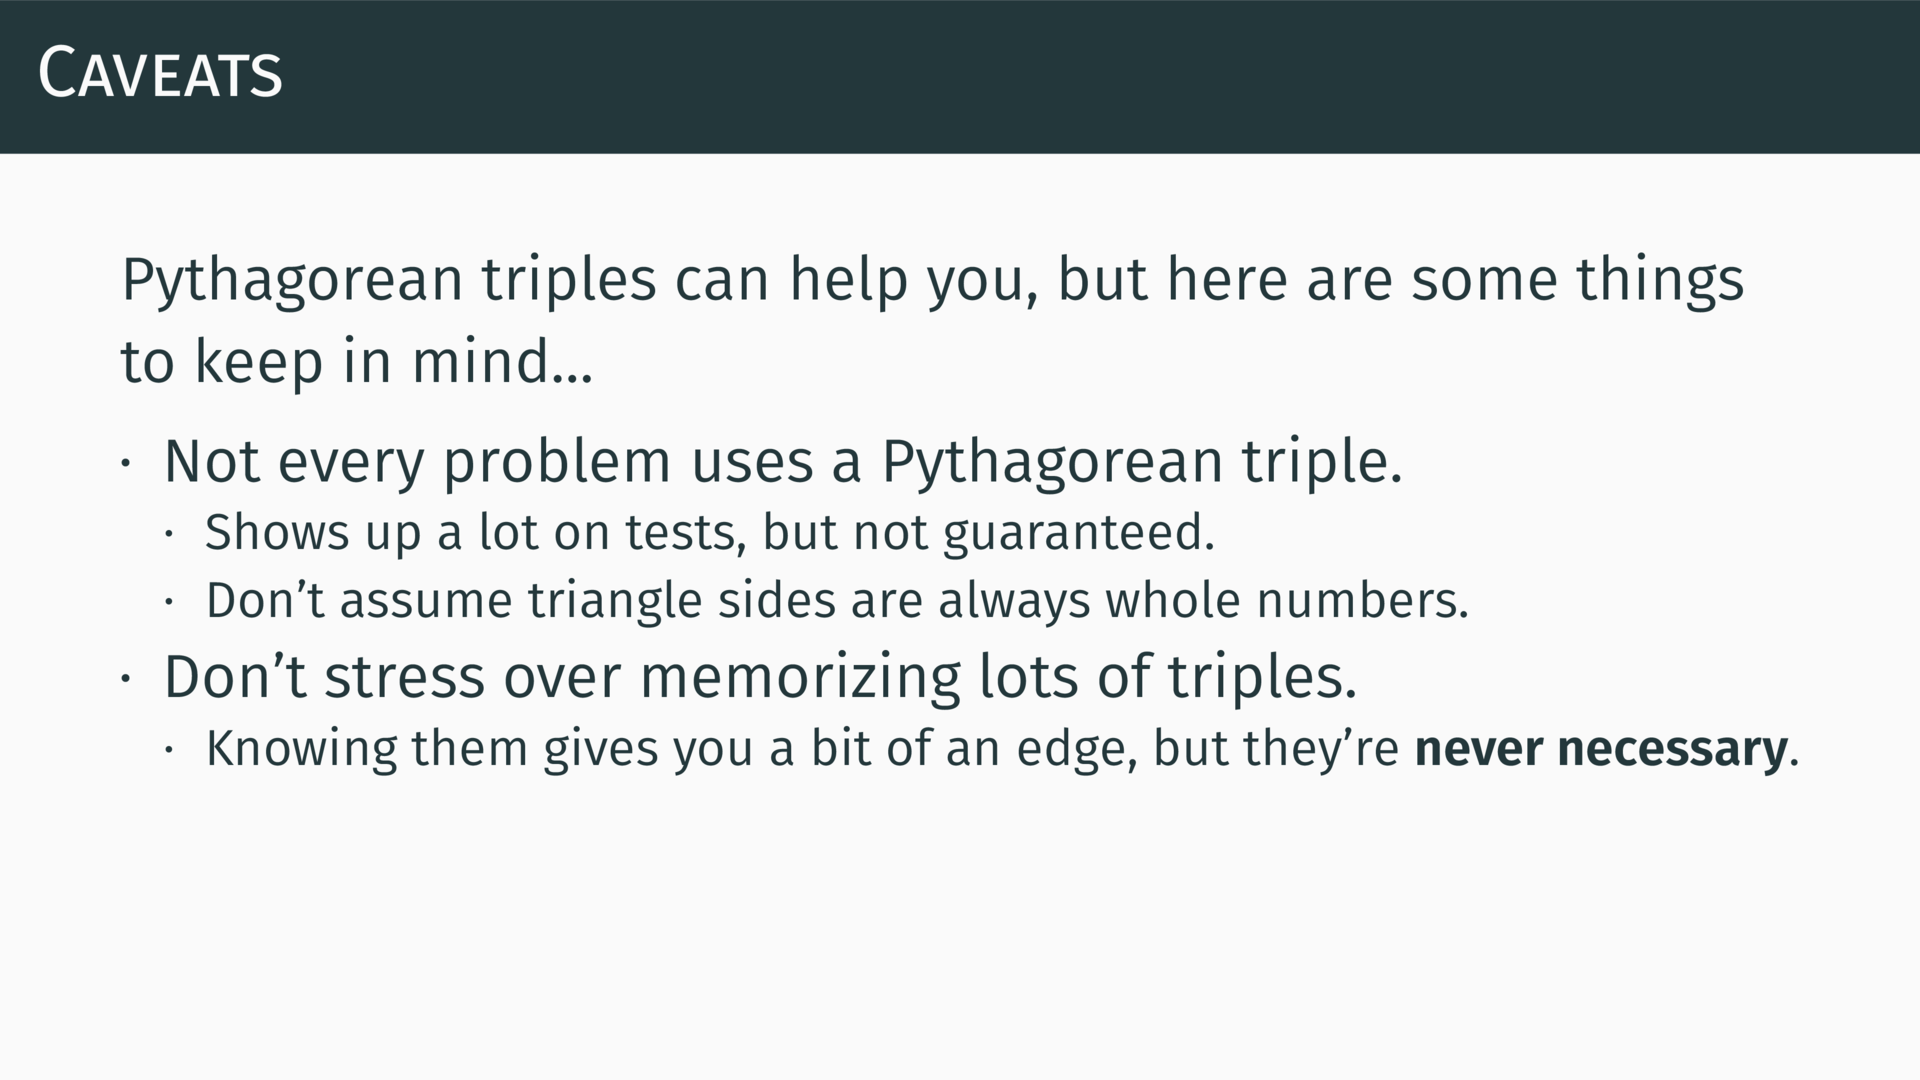 Caveats
Pythagorean triples can help you, but here are some things
to keep in mind...
· Not every problem uses a Pythagorean triple.
· Shows up a lot on tests, but not guaranteed.
· Don’t assume triangle sides are always whole numbers.
· Don’t stress over memorizing lots of triples.
· Knowing them gives you a bit of an edge, but they’re never necessary.